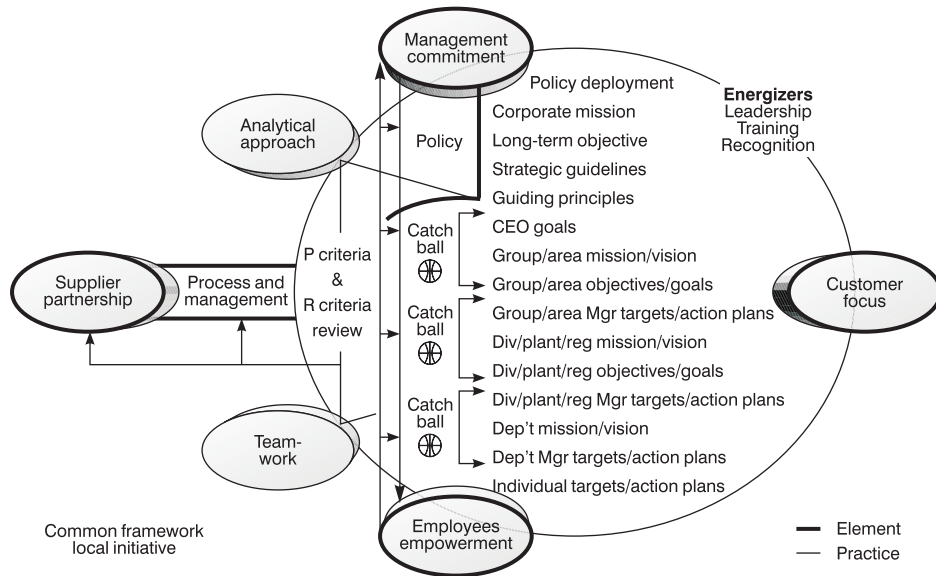 Management
commitment
Policy deployment
Energizers
Leadership
Training
Recognition
Corporate mission
Analytical
approach
Policy
Long-term objective
Strategic guidelines
Guiding principles
CEO goals
Catch
ball
P criteria
&
R criteria
review
Group/area mission/vision
Supplier
partnership
Process and
management
Group/area objectives/goals
Customer
focus
Group/area Mgr targets/action plans
Catch
ball
Div/plant/reg mission/vision
Div/plant/reg objectives/goals
Div/plant/reg Mgr targets/action plans
Catch
ball
Dep't mission/vision
Team-
work
Dep't Mgr targets/action plans
Individual targets/action plans
Employees
empowerment
Common framework
local initiative
Element
Practice